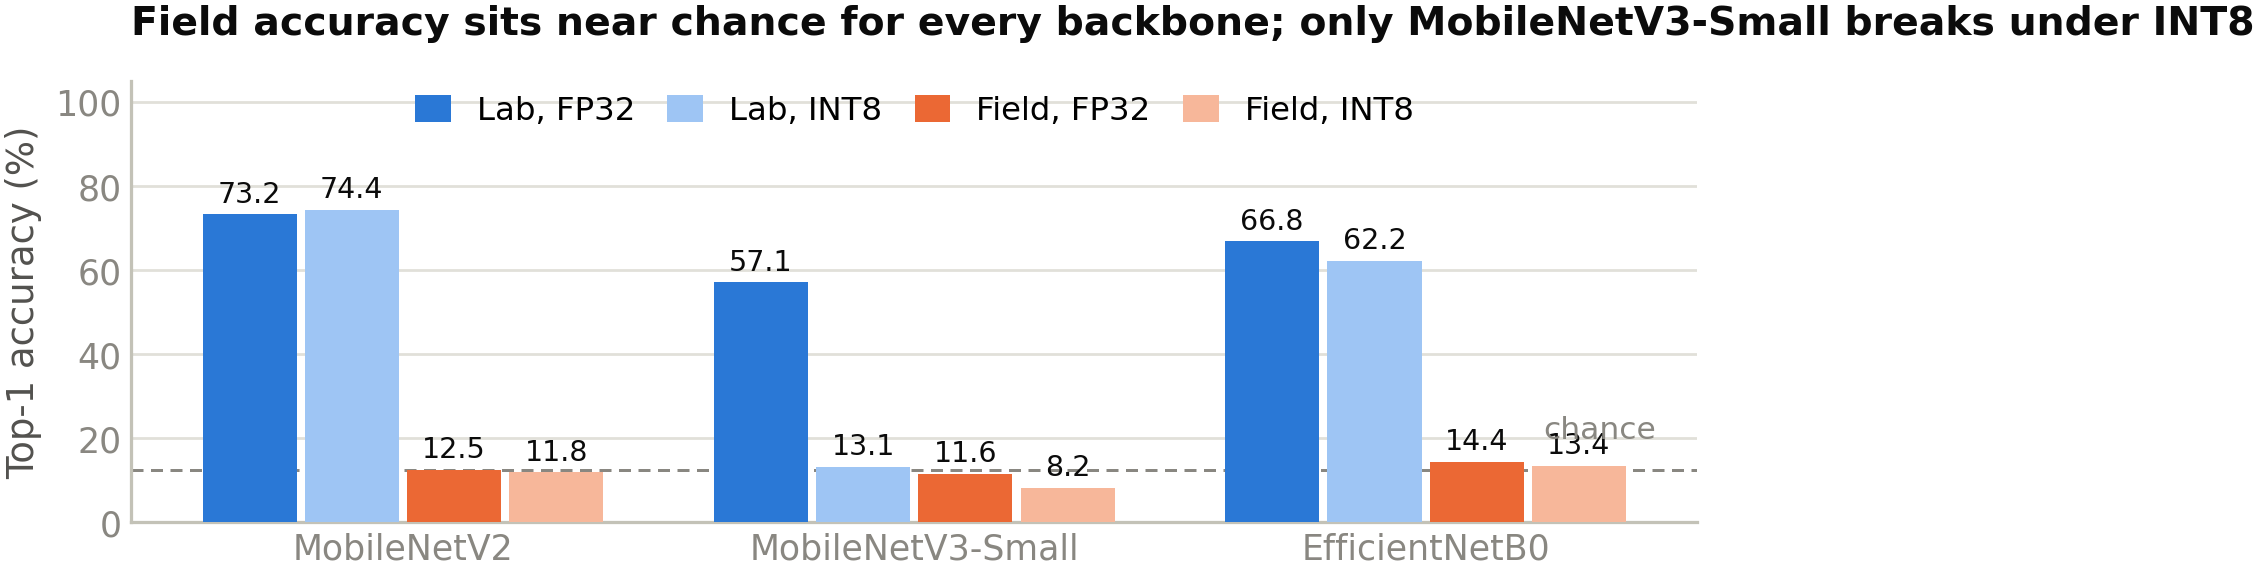 Field accuracy sits near chance for every backbone; only MobileNetV3-Small breaks under INT8
Lab, FP32 Lab, INT8 Field, FP32 Field, INT8
Top-1 accuracy (%)
100
80
60
40
20
0
73.2 74.4 12.5 11.8
57.1 13.1 11.6 8.2
66.8 62.2 14.4 13.4
chance
MobileNetV2 MobileNetV3-Small EfficientNetB0